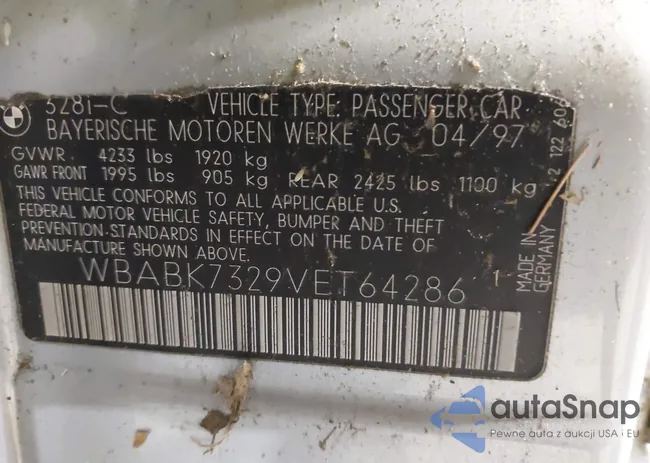 328i-C VEHICLE TYPE: PASSENGER CAR
BAYERISCHE MOTOREN WERKE AG 04/97
GVWR 4233 lbs 1920 kg
GAWR FRONT 1995 lbs 905 kg REAR 2425 lbs 1100 kg
THIS VEHICLE CONFORMS TO ALL APPLICABLE U.S.
FEDERAL MOTOR VEHICLE SAFETY, BUMPER AND THEFT
PREVENTION STANDARDS IN EFFECT ON THE DATE OF
MANUFACTURE SHOWN ABOVE.
WBABK7329VET64286 1
MADE IN
GERMANY
2 122
autaSnap
Pewne auta z aukcji USA i EU